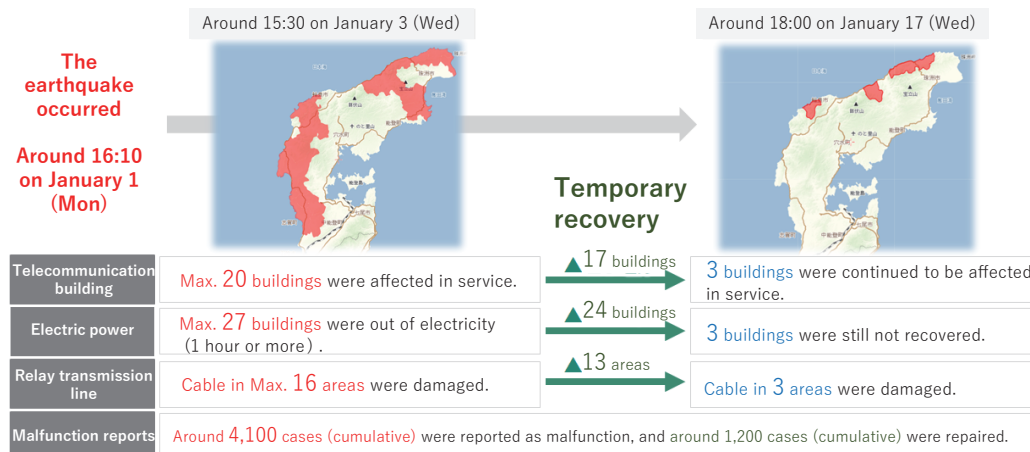 Around 15:30 on January 3 (Wed)
Around 18:00 on January 17 (Wed)
The
earthquake
occurred
Around 16:10
on January 1
(Mon)
Temporary
recovery
Telecommunication
building
Max. 20 buildings were affected in service.
▲17 buildings
3 buildings were continued to be affected
in service.
Electric power
Max. 27 buildings were out of electricity
(1 hour or more) .
▲24 buildings
3 buildings were still not recovered.
Relay transmission
line
Cable in Max. 16 areas were damaged.
▲13 areas
Cable in 3 areas were damaged.
Malfunction reports
Around 4,100 cases (cumulative) were reported as malfunction, and around 1,200 cases (cumulative) were repaired.